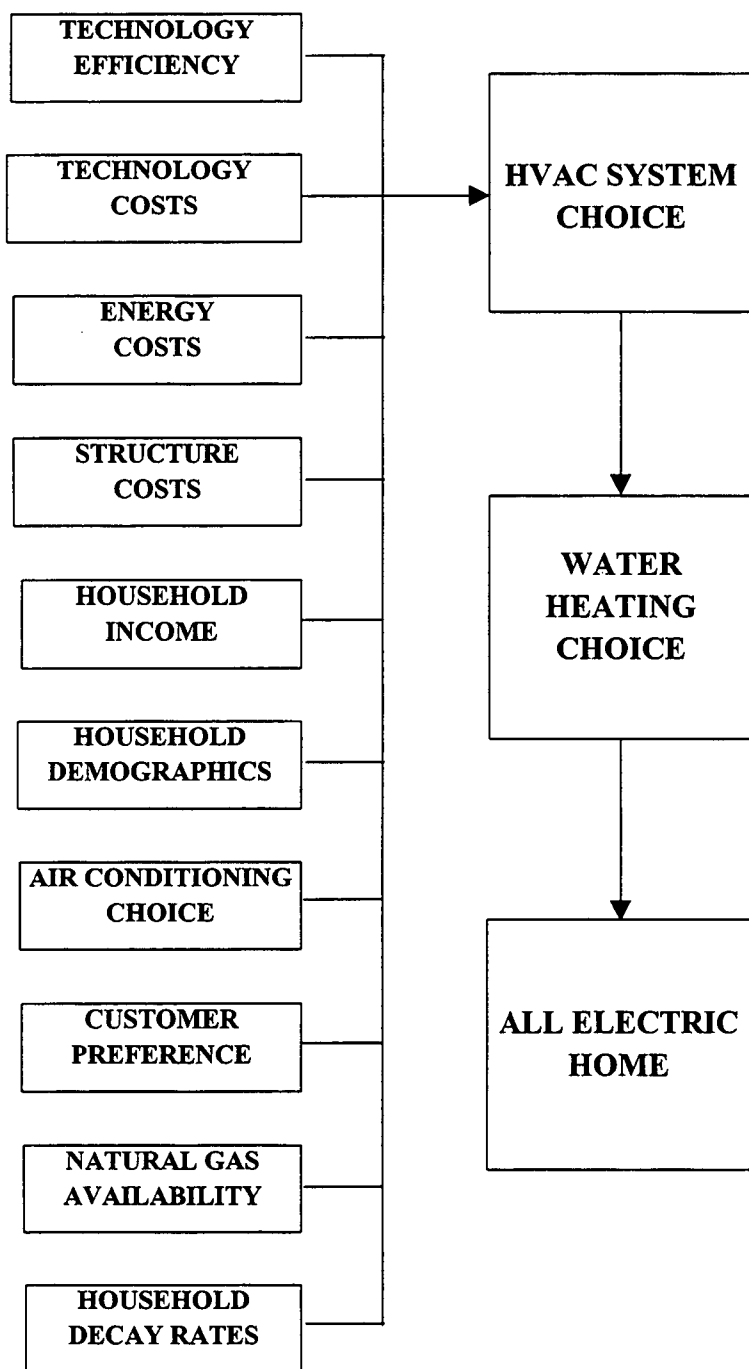 TECHNOLOGY
EFFICIENCY
TECHNOLOGY
COSTS
ENERGY
COSTS
STRUCTURE
COSTS
HOUSEHOLD
INCOME
HOUSEHOLD
DEMOGRAPHICS
AIR CONDITIONING
CHOICE
CUSTOMER
PREFERENCE
NATURAL GAS
AVAILABILITY
HOUSEHOLD
DECAY RATES
HVAC SYSTEM
CHOICE
WATER
HEATING
CHOICE
ALL ELECTRIC
HOME